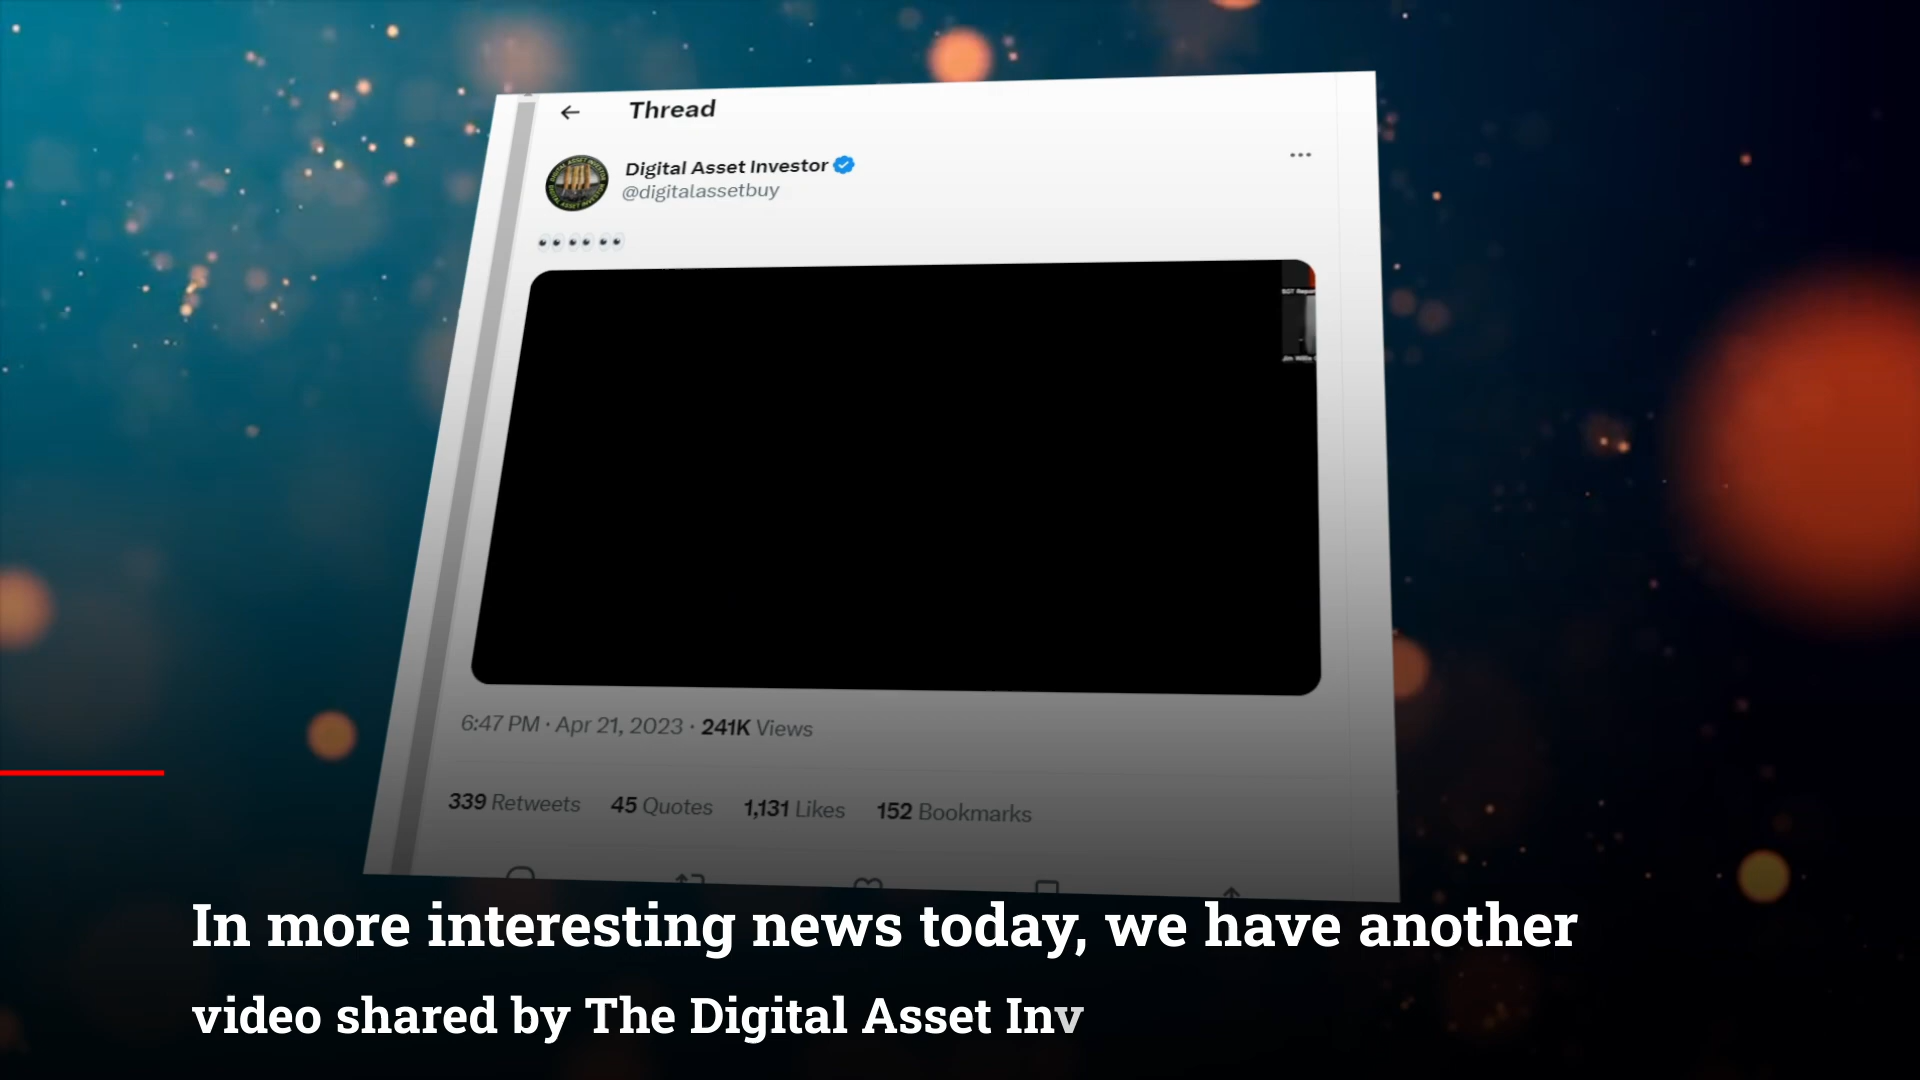 Thread
Digital Asset Investor
@digitalassetbuy
6:47 PM · Apr 21, 2023 · 241K Views
339 Retweets 45 Quotes 1,131 Likes 152 Bookmarks
In more interesting news today, we have another
video shared by The Digital Asset Inv